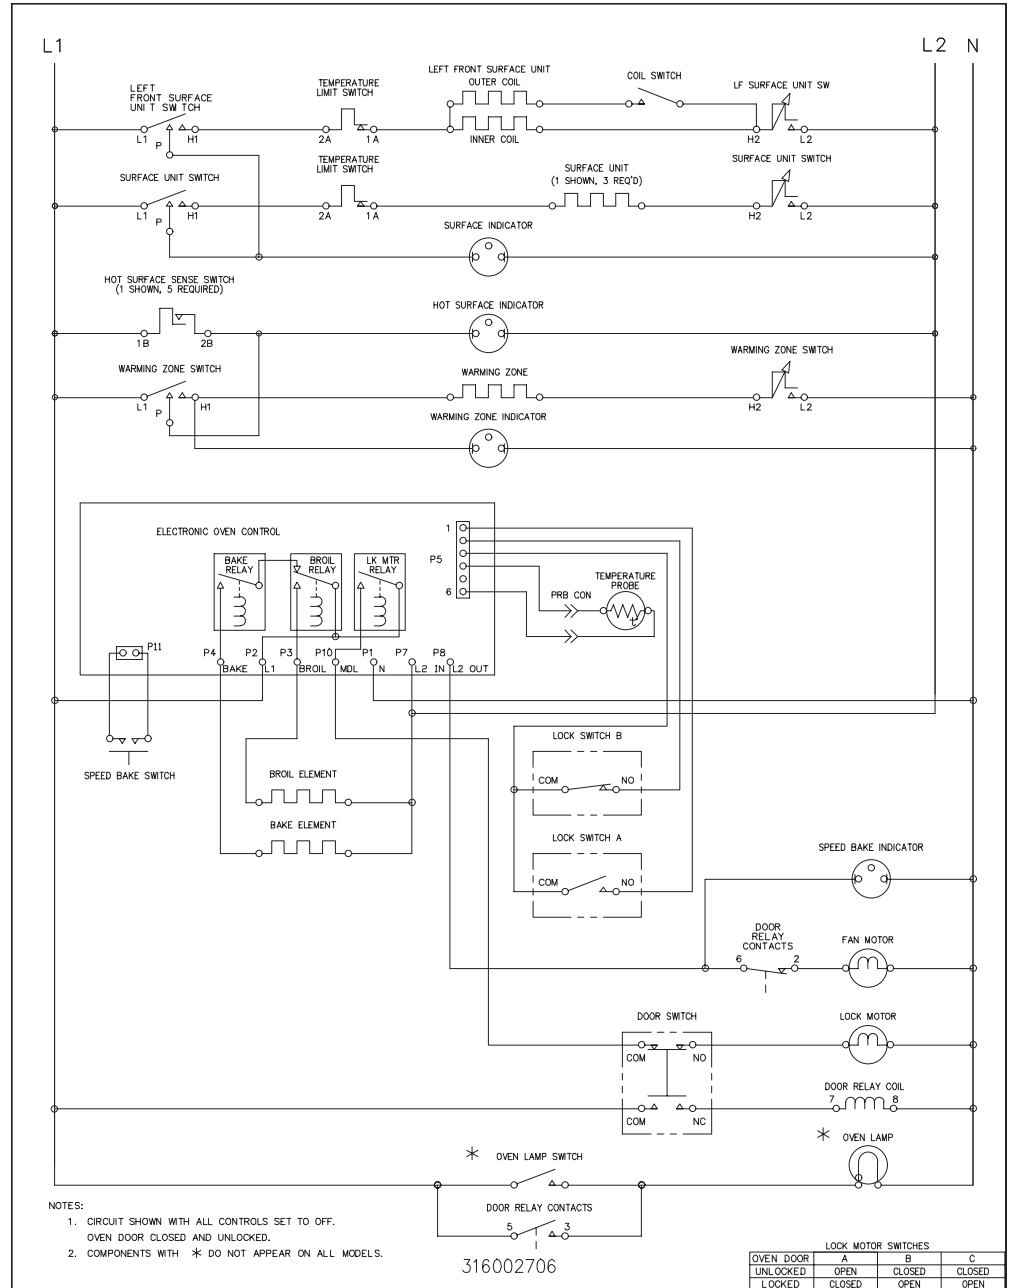 L1
L2 N
LEFT
FRONT SURFACE
UNIT SWITCH
TEMPERATURE
LIMIT SWITCH
LEFT FRONT SURFACE UNIT
OUTER COIL
COIL SWITCH
LF SURFACE UNIT SW
L1 H1
P
2A 1A
INNER COIL
H2 L2
SURFACE UNIT SWITCH
TEMPERATURE
LIMIT SWITCH
SURFACE UNIT
(1 SHOWN, 3 REQ'D)
SURFACE UNIT SWITCH
L1 H1
P
2A 1A
H2 L2
SURFACE INDICATOR
HOT SURFACE SENSE SWITCH
(1 SHOWN, 5 REQUIRED)
HOT SURFACE INDICATOR
1B 2B
WARMING ZONE SWITCH
WARMING ZONE
WARMING ZONE SWITCH
L1 H1
P
H2 L2
WARMING ZONE INDICATOR
ELECTRONIC OVEN CONTROL
BAKE
RELAY
BROIL
RELAY
LK MTR
RELAY
1
P5
6
PRB CON
TEMPERATURE
PROBE
t
P11
P4 P2 P3 P10 P1 P7 P8
BAKE L1 BROIL MDL N L2 IN L2 OUT
SPEED BAKE SWITCH
BROIL ELEMENT
BAKE ELEMENT
LOCK SWITCH B
COM NO
LOCK SWITCH A
COM NO
SPEED BAKE INDICATOR
DOOR
RELAY
CONTACTS
6 2
FAN MOTOR
DOOR SWITCH
LOCK MOTOR
COM NO
DOOR RELAY COIL
7 8
COM NC
* OVEN LAMP
* OVEN LAMP SWITCH
DOOR RELAY CONTACTS
5 3
NOTES:
1. CIRCUIT SHOWN WITH ALL CONTROLS SET TO OFF.
OVEN DOOR CLOSED AND UNLOCKED.
2. COMPONENTS WITH * DO NOT APPEAR ON ALL MODELS.
316002706
LOCK MOTOR SWITCHES
OVEN DOOR A B C
UNLOCKED OPEN CLOSED CLOSED
LOCKED CLOSED OPEN OPEN